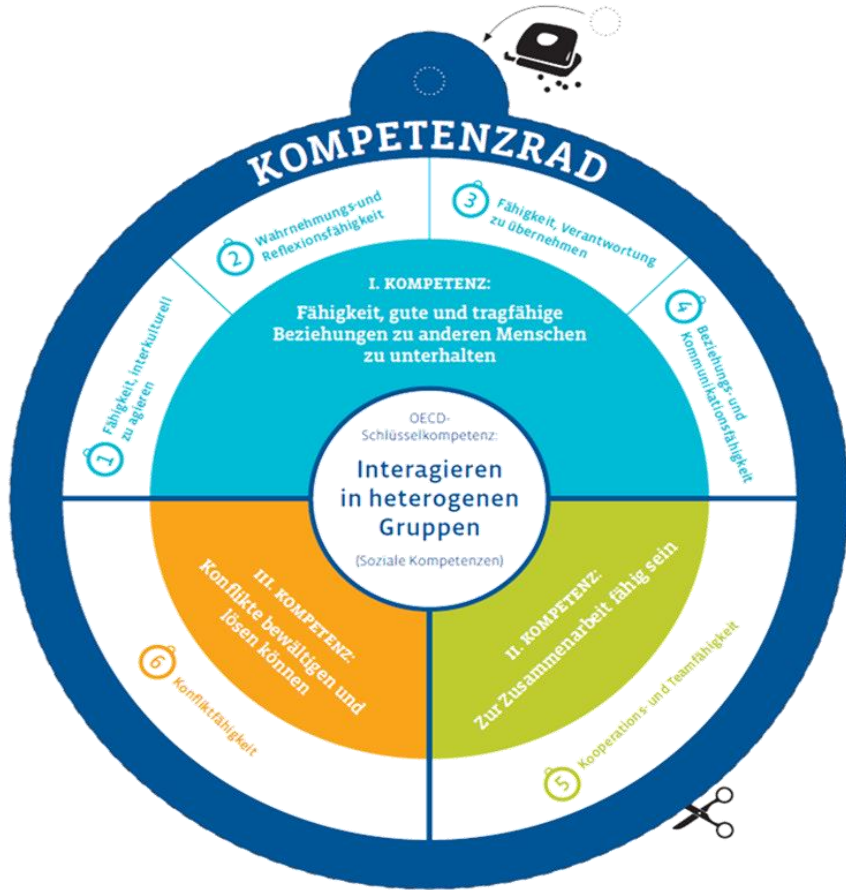 KOMPETENZRAD
1
Fähigkeit, interkulturell
zu agieren
2
Wahrnehmungs-und
Reflexionsfähigkeit
3
Fähigkeit, Verantwortung
zu übernehmen
4
Beziehungs- und
Kommunikationsfähigkeit
I. KOMPETENZ:
Fähigkeit, gute und tragfähige
Beziehungen zu anderen Menschen
zu unterhalten
OECD-
Schlüsselkompetenz:
Interagieren
in heterogenen
Gruppen
(Soziale Kompetenzen)
II. KOMPETENZ:
Zur Zusammenarbeit fähig sein
5
Kooperations- und Teamfähigkeit
III. KOMPETENZ:
Konflikte bewältigen und
lösen können
6
Konfliktfähigkeit